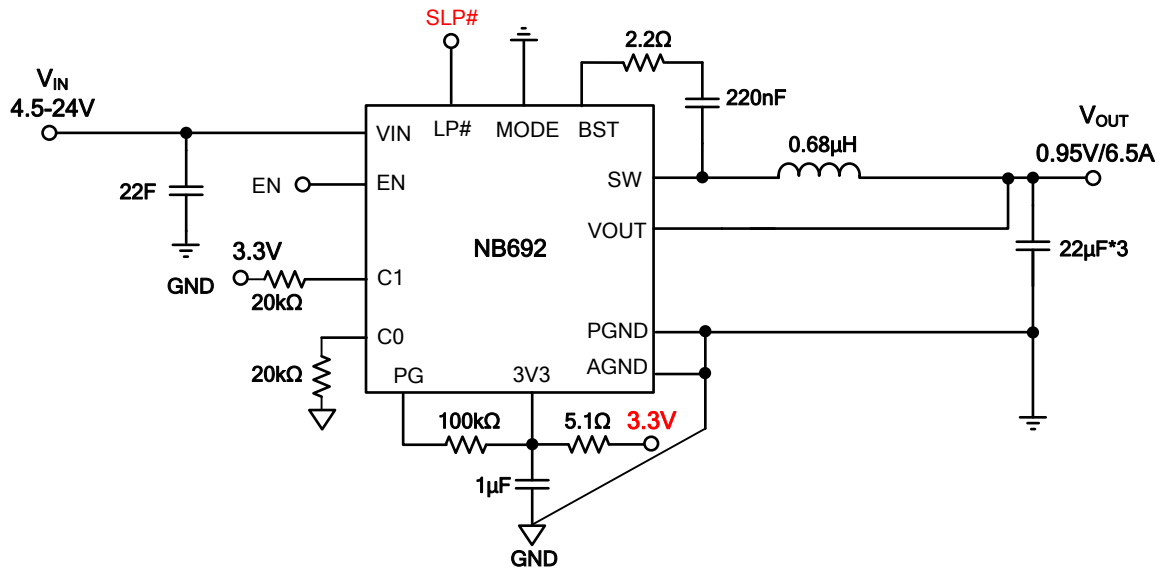 SLP#
2.2Ω
VIN
4.5-24V
220nF
VIN
LP#
MODE
BST
VOUT
0.95V/6.5A
0.68µH
EN
EN
SW
22F
VOUT
NB692
22µF*3
3.3V
GND
C1
20kΩ
C0
PGND
AGND
20kΩ
PG
3V3
100kΩ
5.1Ω
3.3V
1µF
GND